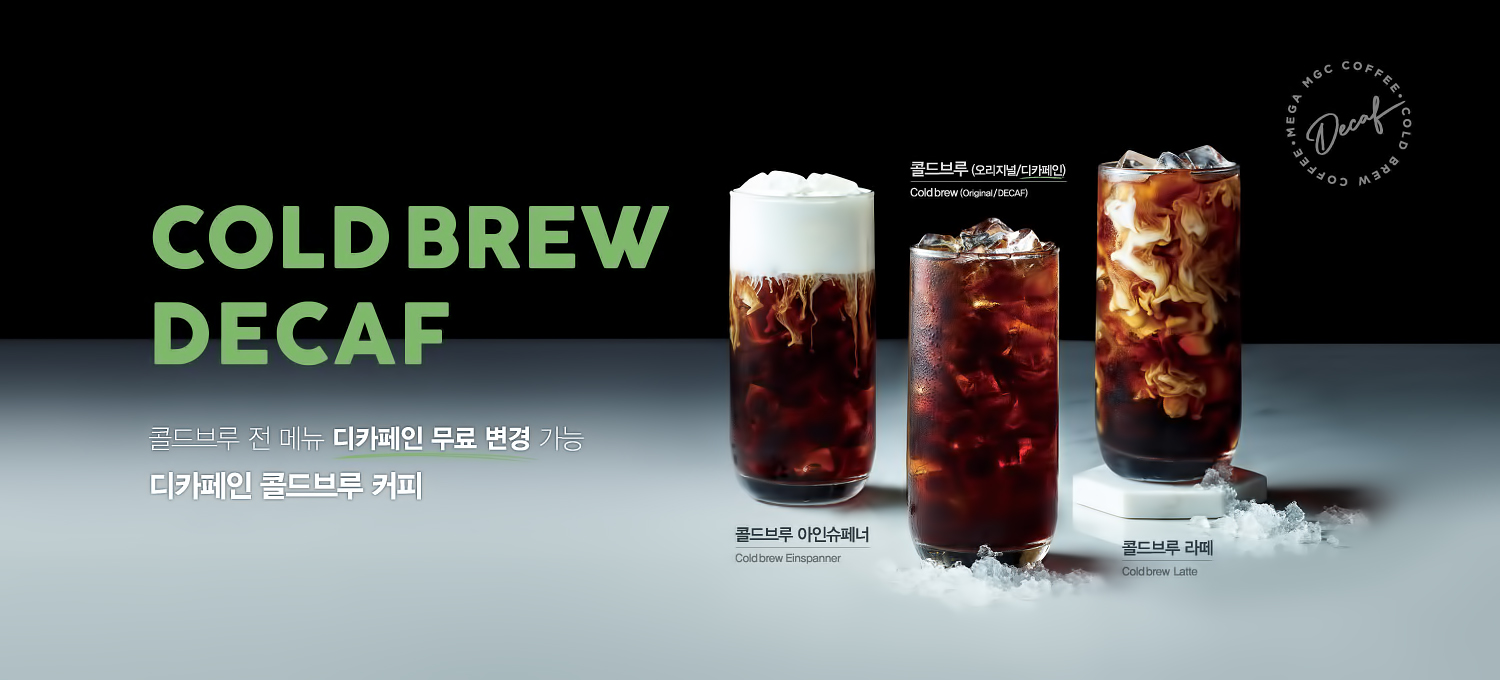 COLD BREW
DECAF
콜드브루 전 메뉴 디카페인 무료 변경 가능
디카페인 콜드브루 커피
콜드브루 아인슈페너
Cold brew Einspanner
콜드브루 (오리지널/디카페인)
Cold brew (Original/DECAF)
콜드브루 라떼
Cold brew Latte
MEGA MGC COFFEE • COLD BREW COFFEE •
Decaf